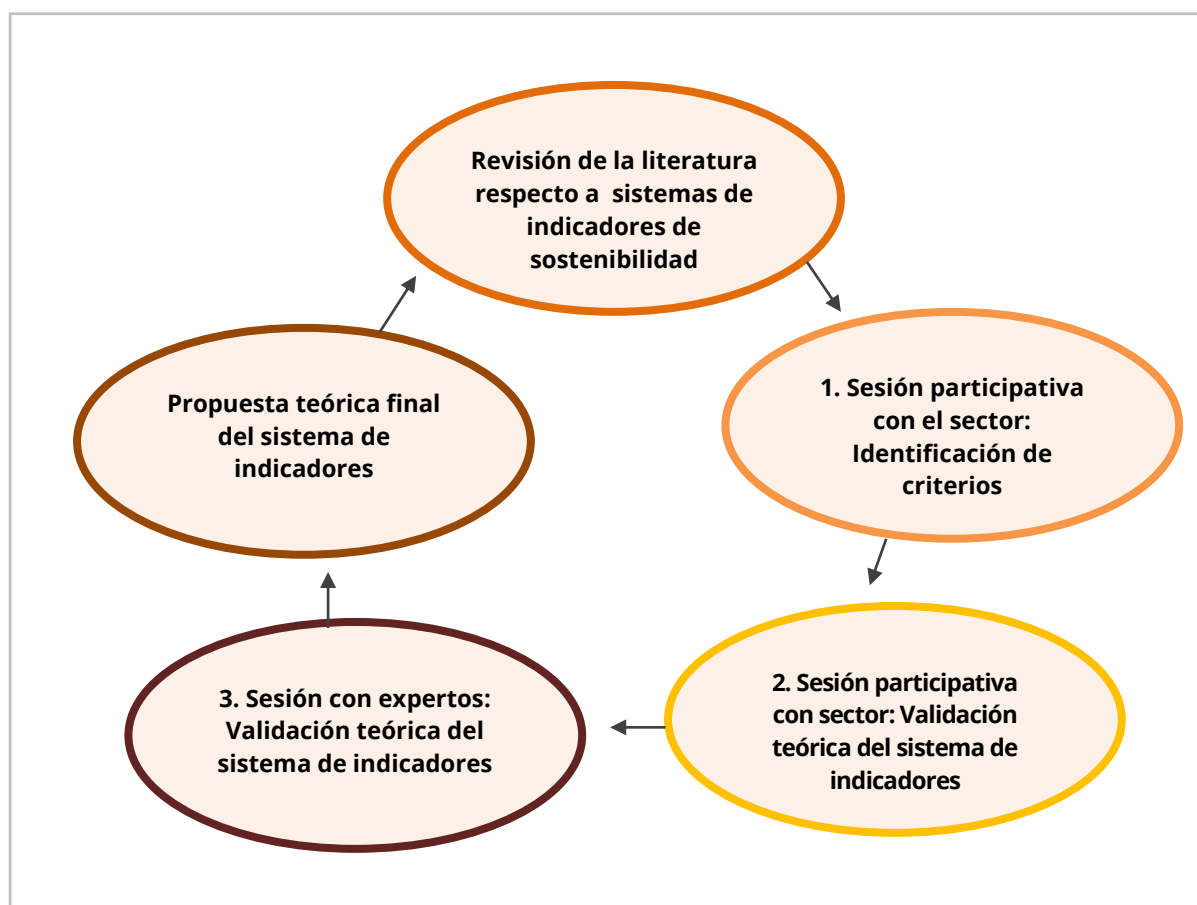 Revisión de la literatura
respecto a  sistemas de
indicadores de
sostenibilidad
1. Sesión participativa
con el sector:
Identificación de
criterios
2. Sesión participativa
con sector: Validación
teórica del sistema de
indicadores
3. Sesión con expertos:
Validación teórica del
sistema de indicadores
Propuesta teórica final
del sistema de
indicadores